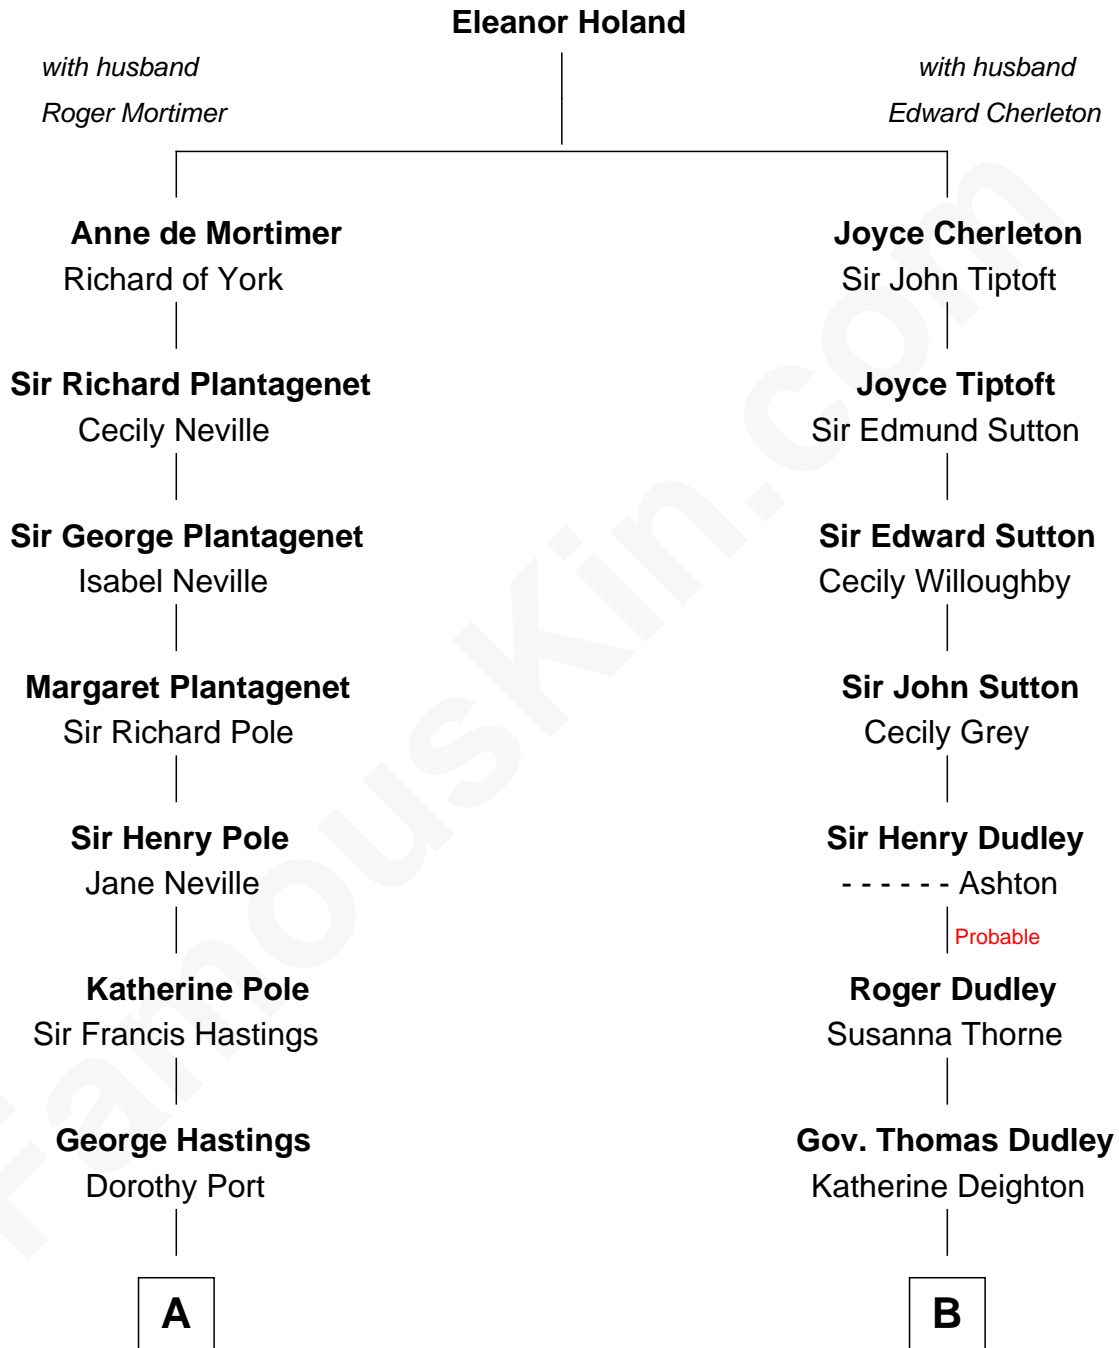 Eleanor Holand
with husband
Roger Mortimer
with husband
Edward Cherleton
Anne de Mortimer
Richard of York
Joyce Cherleton
Sir John Tiptoft
Sir Richard Plantagenet
Cecily Neville
Joyce Tiptoft
Sir Edmund Sutton
Sir George Plantagenet
Isabel Neville
Sir Edward Sutton
Cecily Willoughby
Margaret Plantagenet
Sir Richard Pole
Sir John Sutton
Cecily Grey
Sir Henry Pole
Jane Neville
Sir Henry Dudley
- - - - - - Ashton
Probable
Katherine Pole
Sir Francis Hastings
Roger Dudley
Susanna Thorne
George Hastings
Dorothy Port
Gov. Thomas Dudley
Katherine Deighton
A
B
FamousKin.com